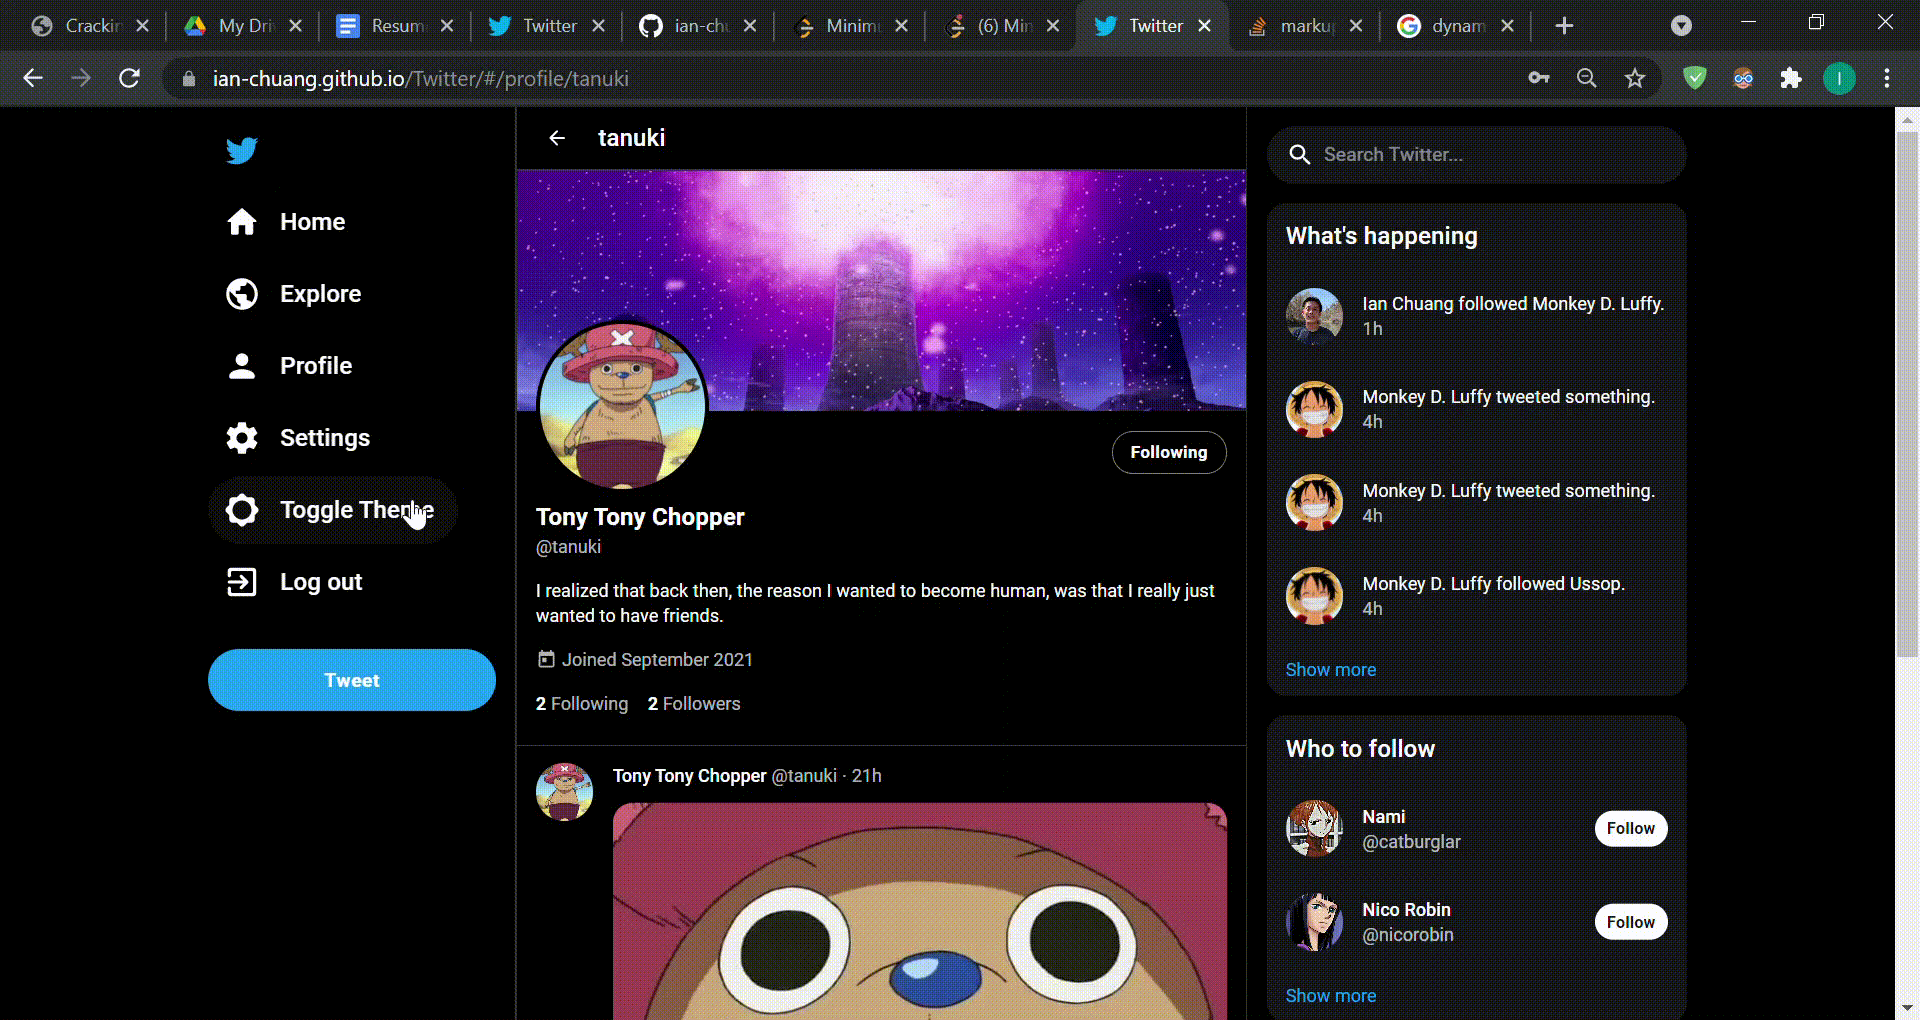 Crackin
My Dri
Resum
Twitter
ian-chu
Minimu
(6) Min
Twitter
markup
dynam
ian-chuang.github.io/Twitter/#/profile/tanuki
I
Home
Explore
Profile
Settings
Toggle Theme
Log out
Tweet
tanuki
Following
Tony Tony Chopper
@tanuki
I realized that back then, the reason I wanted to become human, was that I really just
wanted to have friends.
Joined September 2021
2 Following 2 Followers
Tony Tony Chopper @tanuki · 21h
Search Twitter...
What's happening
Ian Chuang followed Monkey D. Luffy.
1h
Monkey D. Luffy tweeted something.
4h
Monkey D. Luffy tweeted something.
4h
Monkey D. Luffy followed Ussop.
4h
Show more
Who to follow
Nami
@catburglar
Follow
Nico Robin
@nicorobin
Follow
Show more